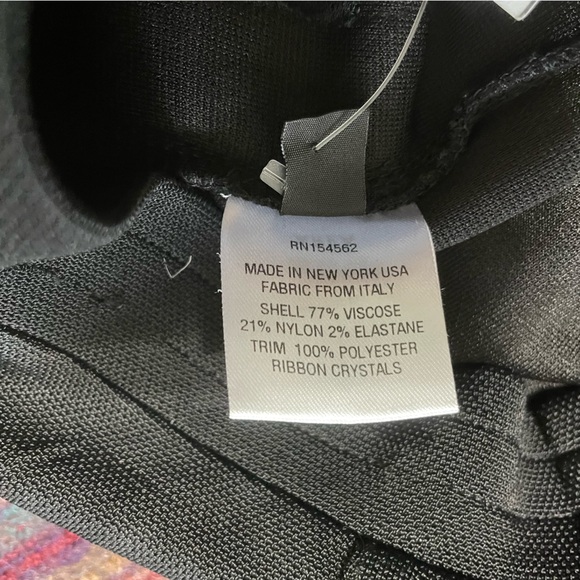 RN154562
MADE IN NEW YORK USA
FABRIC FROM ITALY
SHELL 77% VISCOSE
21% NYLON 2% ELASTANE
TRIM 100% POLYESTER
RIBBON CRYSTALS